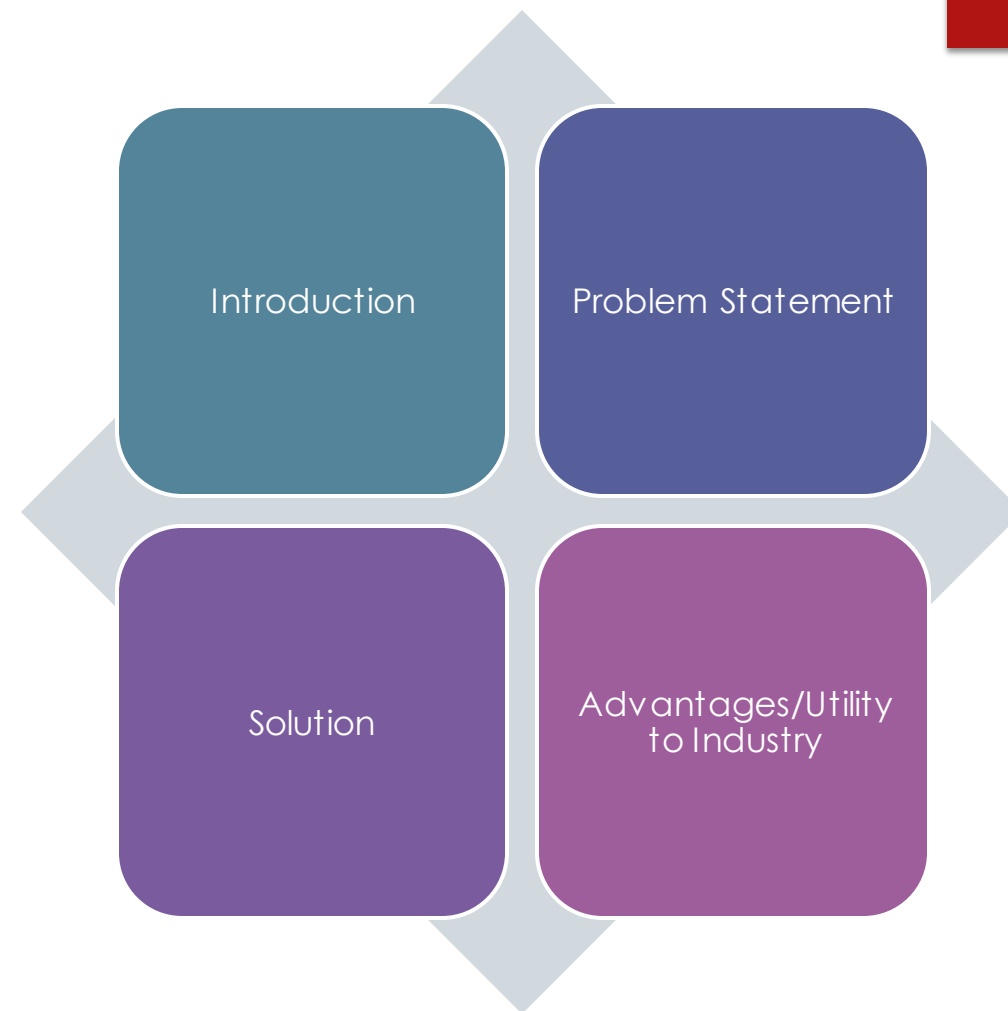 Introduction
Problem Statement
Solution
Advantages/Utility
to Industry